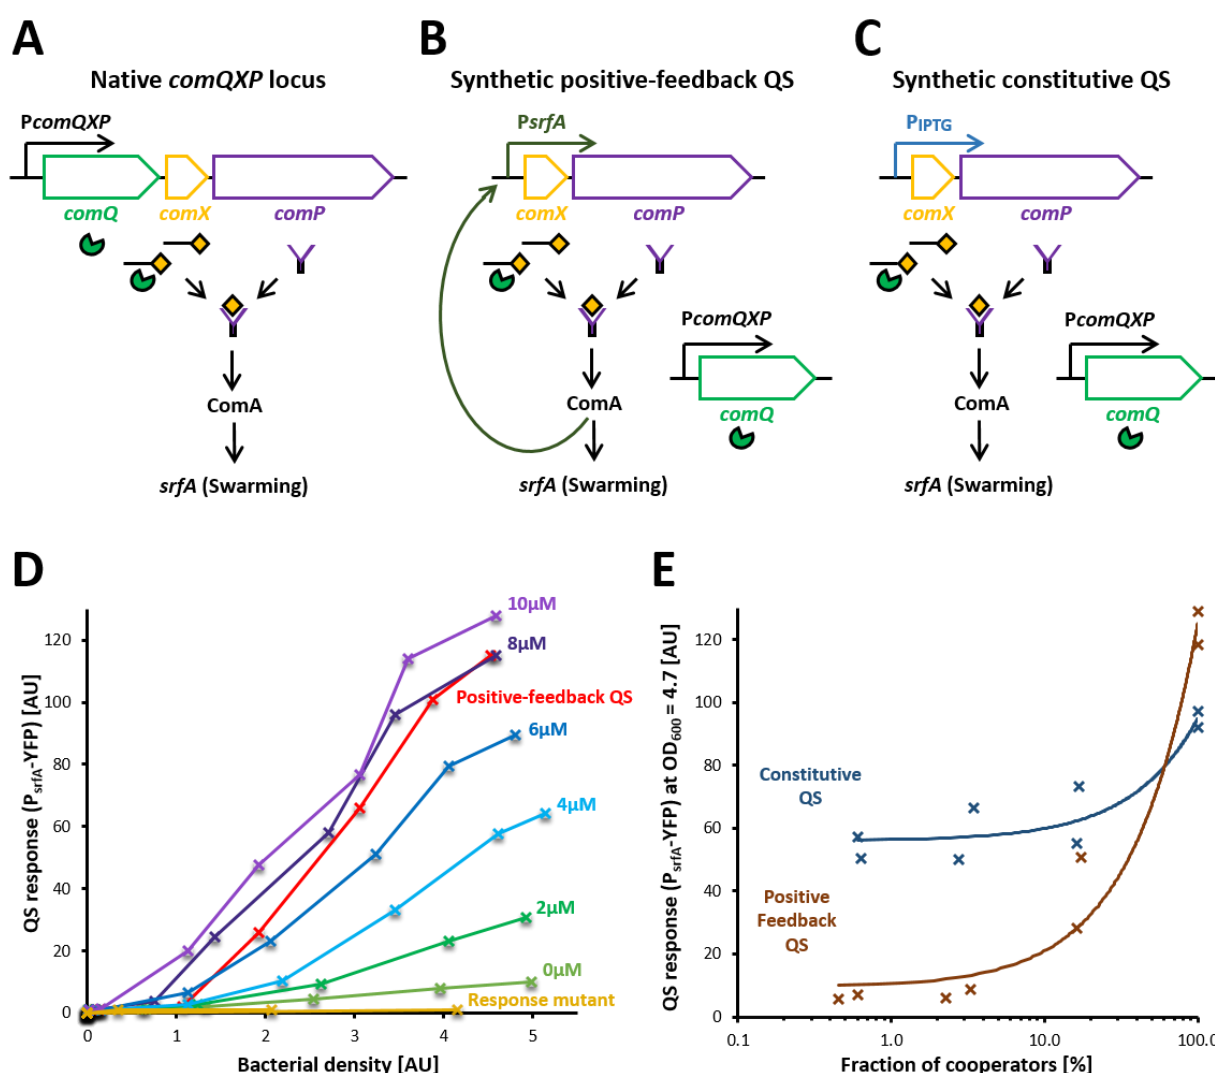 A
B
C
Native comQXP locus
Synthetic positive-feedback QS
Synthetic constitutive QS
PcomQXP
PsrfA
PIPTG
comQ
comX
comP
comX
comP
comX
comP
PcomQXP
PcomQXP
comQ
comQ
ComA
ComA
ComA
srfA (Swarming)
srfA (Swarming)
srfA (Swarming)
D
QS response (PsrfA-YFP) [AU]
120
100
80
60
40
20
0
0
1
2
3
4
5
Bacterial density [AU]
10µM
8µM
Positive-feedback QS
6µM
4µM
2µM
0µM
Response mutant
E
QS response (PsrfA-YFP) at OD600 = 4.7 [AU]
120
100
80
60
40
20
0
0.1
1.0
10.0
100.0
Fraction of cooperators [%]
Constitutive
QS
Positive
Feedback
QS